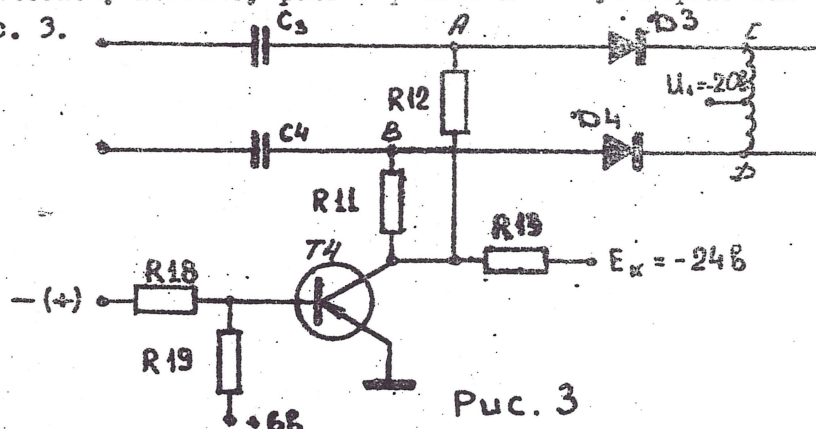 с. 3.
C3
A
D3
C
R12
U₁=-20в
C4
B
D4
D
R11
R13
T4
Eк = -24в
R18
- (+)
R19
+6в
Рис. 3